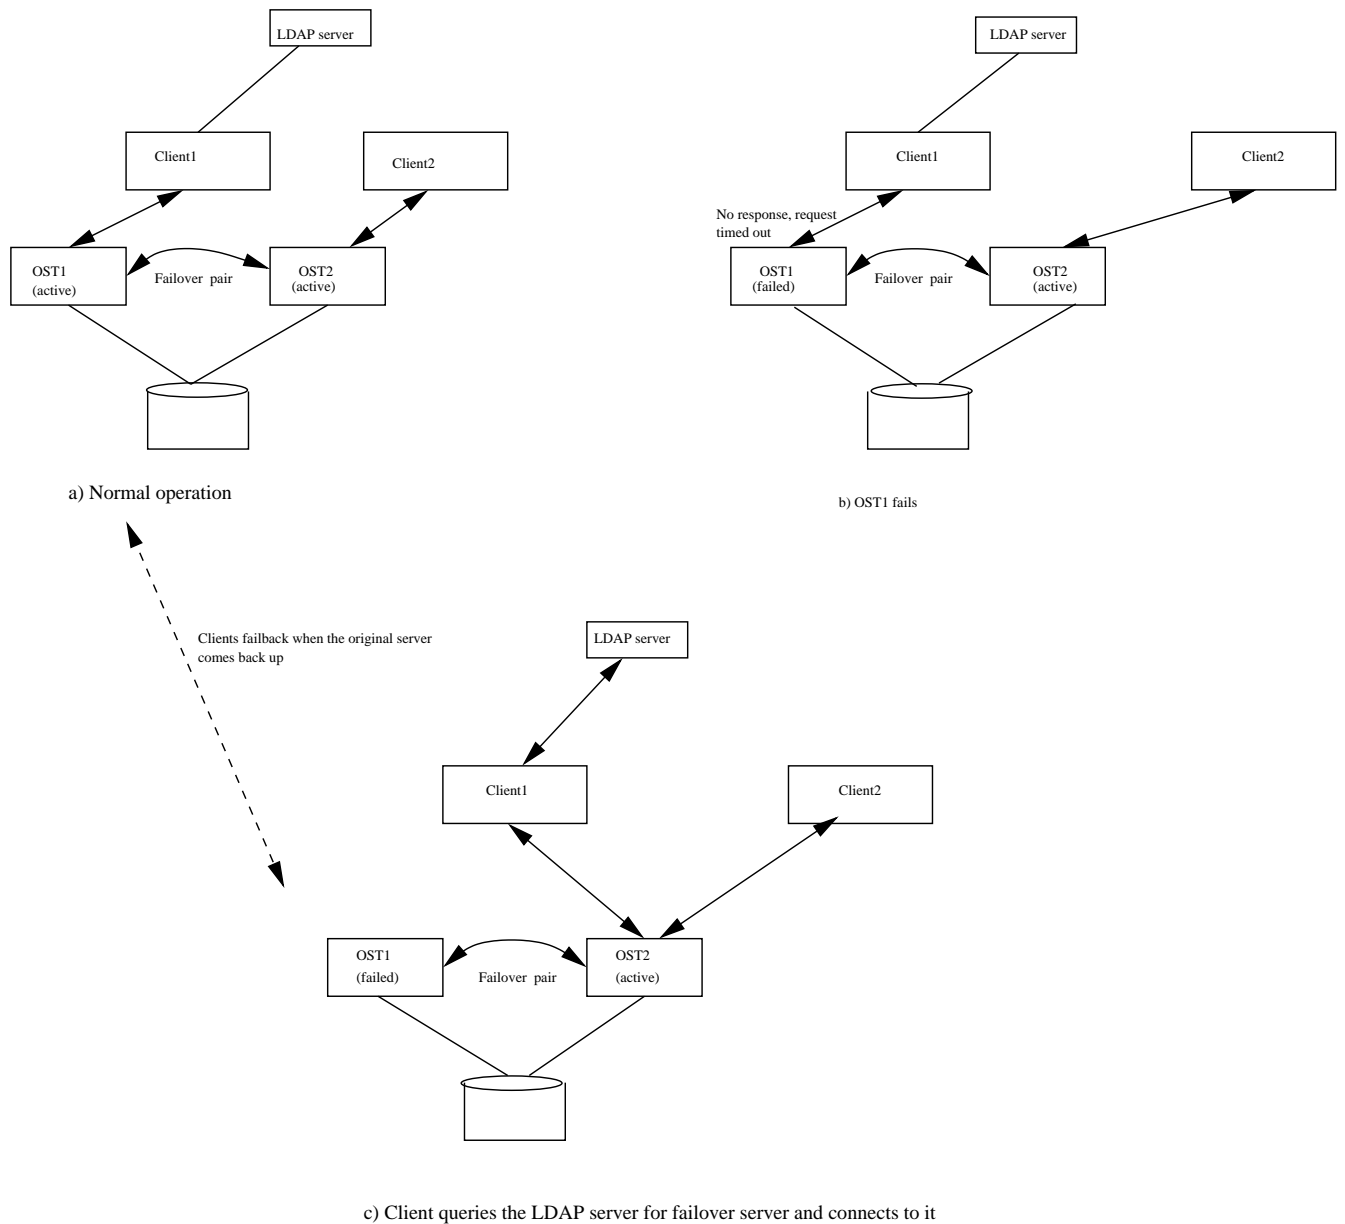 LDAP server
Client1
Client2
OST1
(active)
Failover pair
OST2
(active)
a) Normal operation
LDAP server
Client1
Client2
No response, request
timed out
OST1
(failed)
Failover pair
OST2
(active)
b) OST1 fails
Clients failback when the original server
comes back up
LDAP server
Client1
Client2
OST1
(failed)
Failover pair
OST2
(active)
c) Client queries the LDAP server for failover server and connects to it